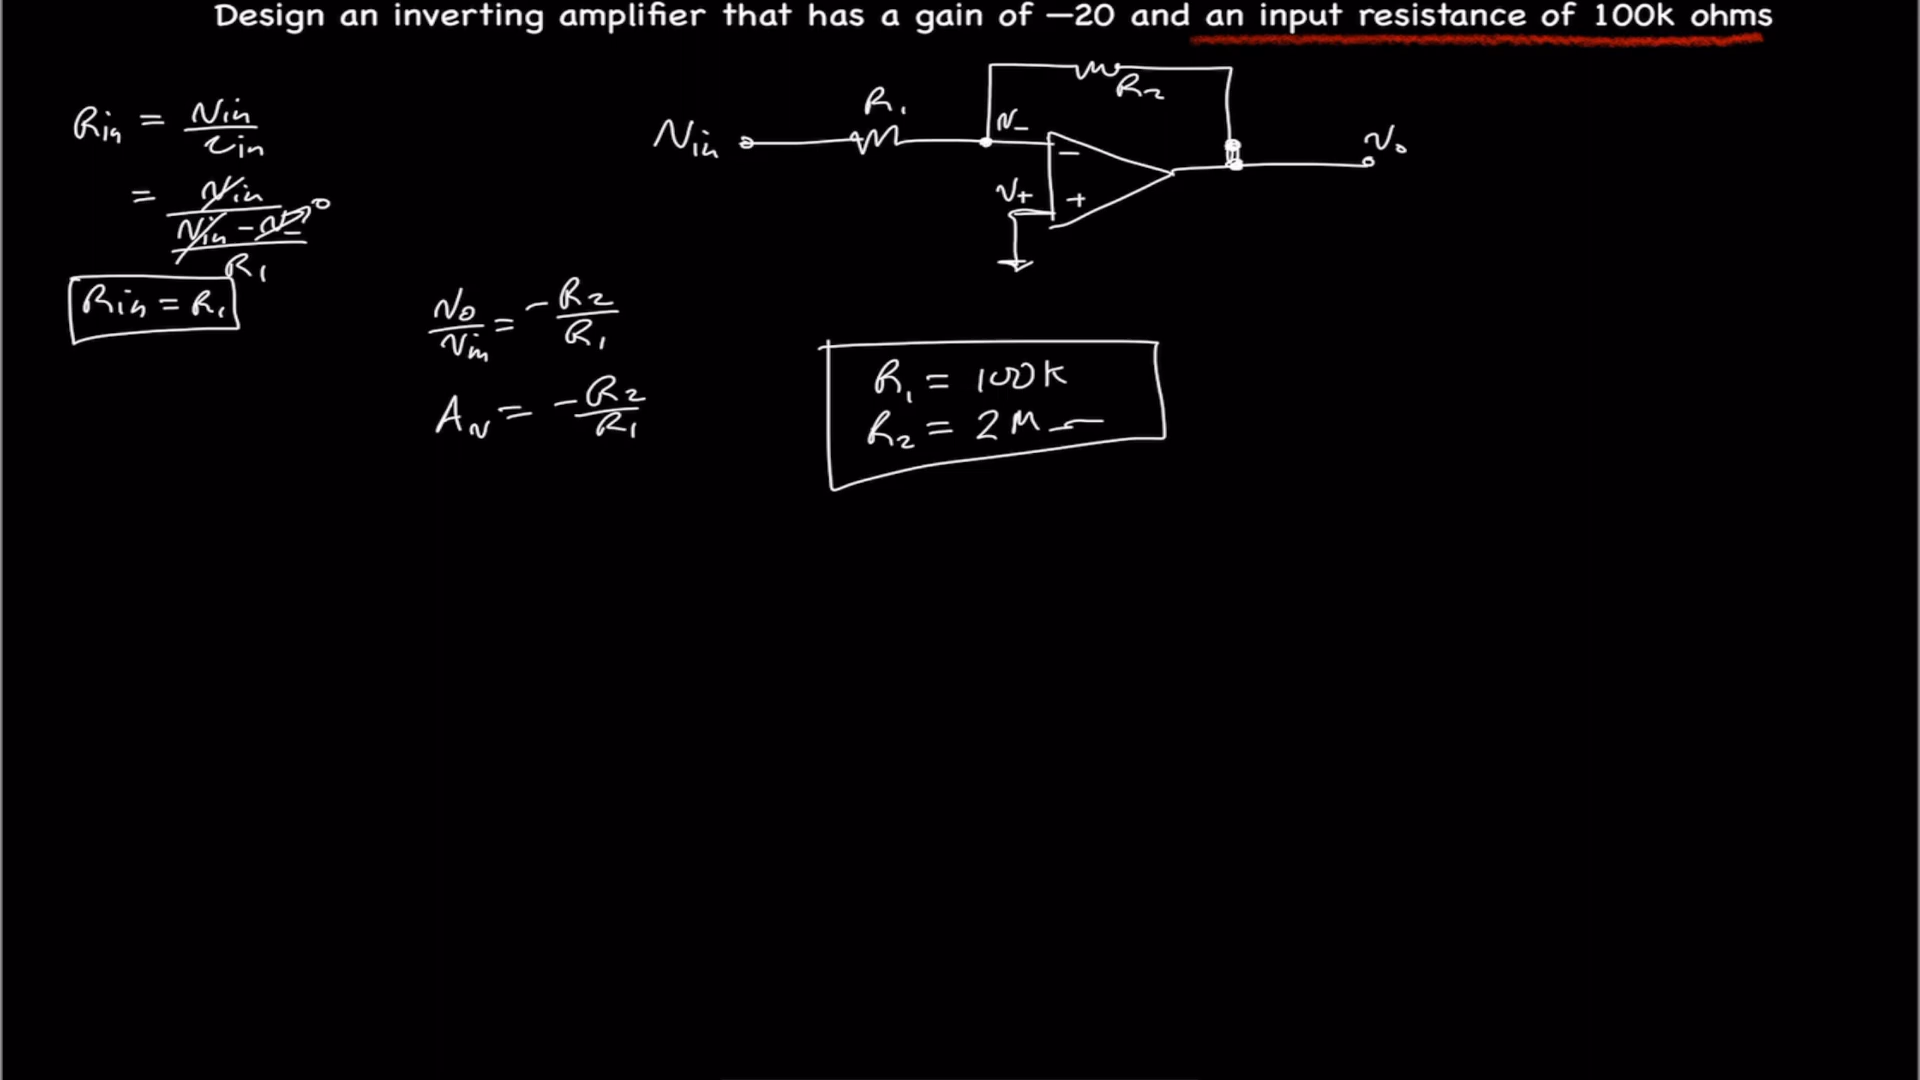 Design an inverting amplifier that has a gain of −20 and an input resistance of 100k ohms
Rin = Vin / iin
= Vin / ((Vin − V−) / R1) 0
Rin = R1
Vin
R1
V−
R2
−
V+
+
Vo
Vo / Vin = −R2 / R1
Av = −R2 / R1
R1 = 100K
R2 = 2M